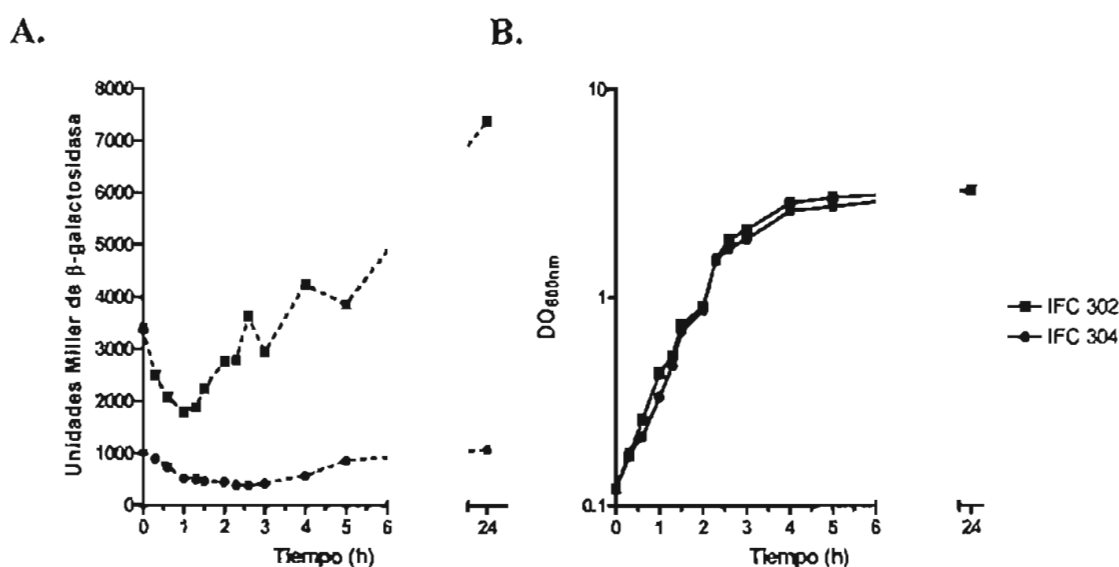 A.
B.
Unidades Miller de β-galactosidasa
8000
7000
6000
5000
4000
3000
2000
1000
0
0 1 2 3 4 5 6 24
Tiempo (h)
DO600nm
10
1
0.1
0 1 2 3 4 5 6 24
Tiempo (h)
IFC 302
IFC 304